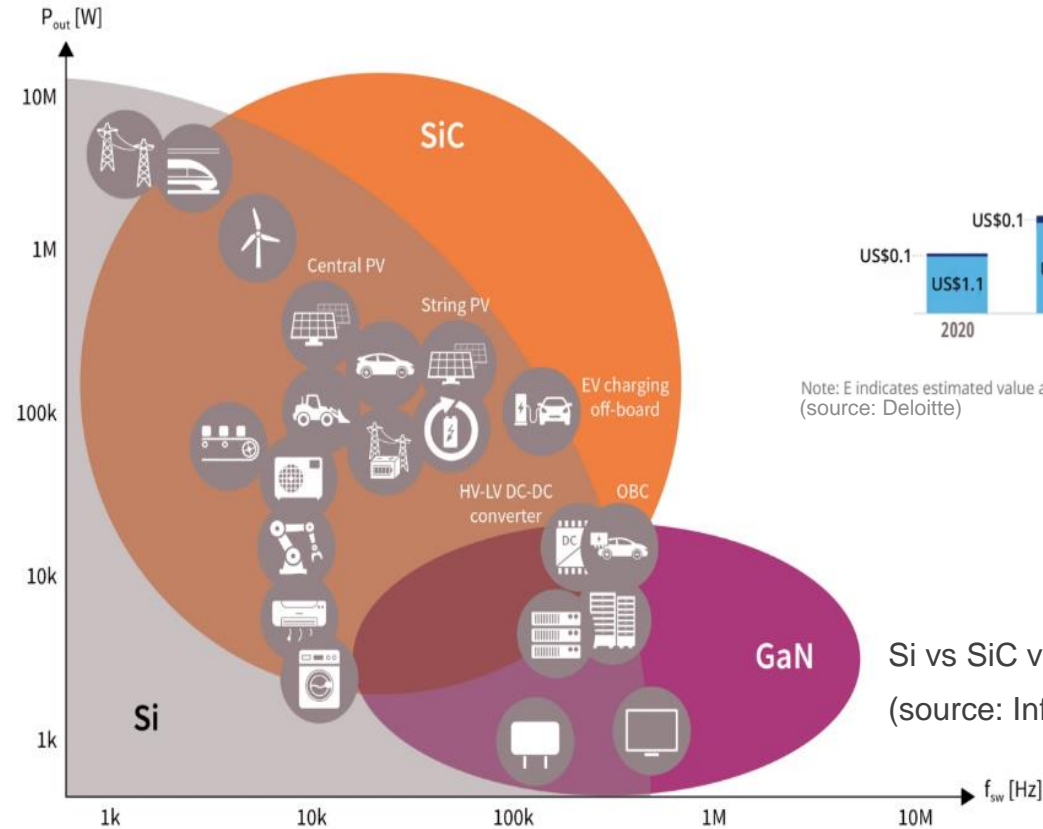 P_out [W]
10M
1M
100k
10k
1k
SiC
Central PV
String PV
EV charging
off-board
HV-LV DC-DC
converter
OBC
DC
GaN
Si
1k
10k
100k
1M
10M
f_sw [Hz]
US$0.1
US$0.1
US$1.1
2020
Note: E indicates estimated value
(source: Deloitte)
Si vs SiC
(source: